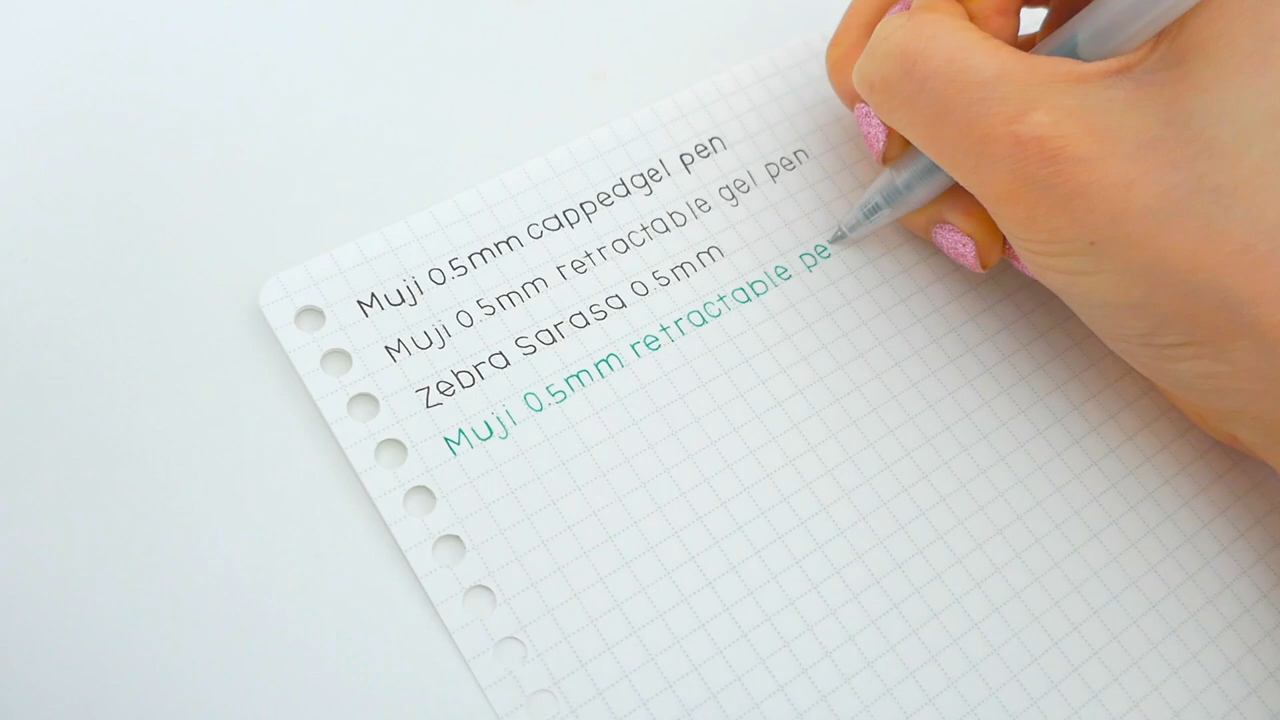 Muji 0.5mm cappedgel pen
Muji 0.5mm retractable gel pen
Zebra Sarasa 0.5mm
Muji 0.5mm retractable pe